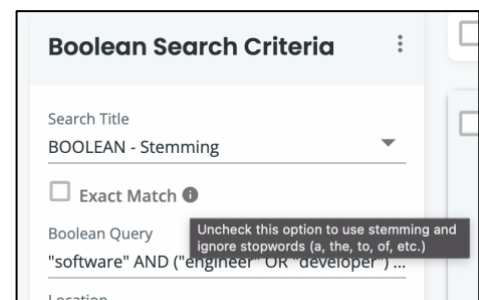 Boolean Search Criteria
Search Title
BOOLEAN - Stemming
Exact Match
Uncheck this option to use stemming and
ignore stopwords (a, the, to, of, etc.)
Boolean Query
"software" AND ("engineer" OR "developer") ...
Location